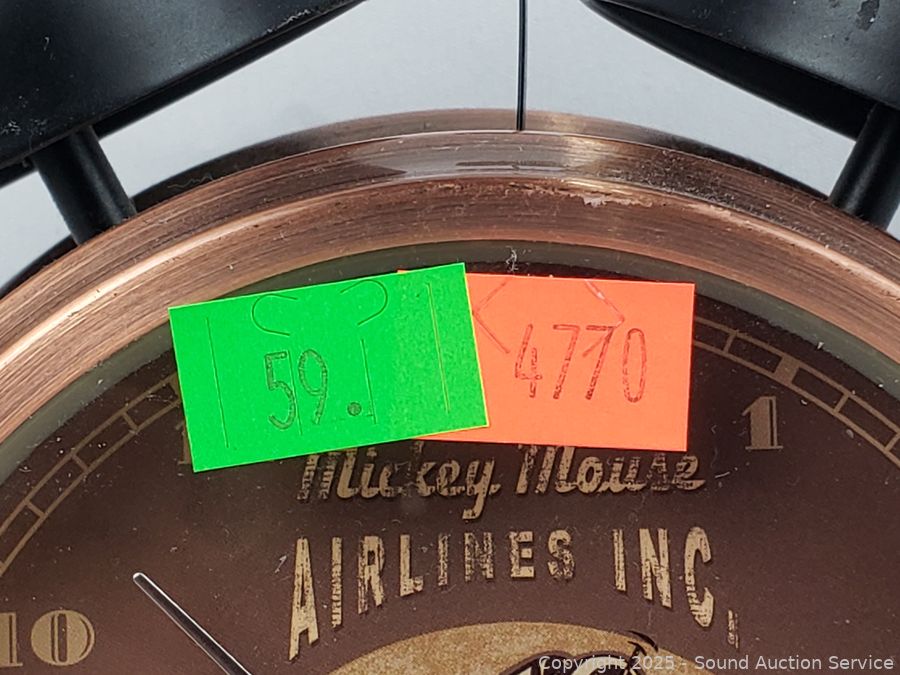 59.
4770
1
Mickey Mouse
AIRLINES INC.
10
Copyright 2025 - Sound Auction Service